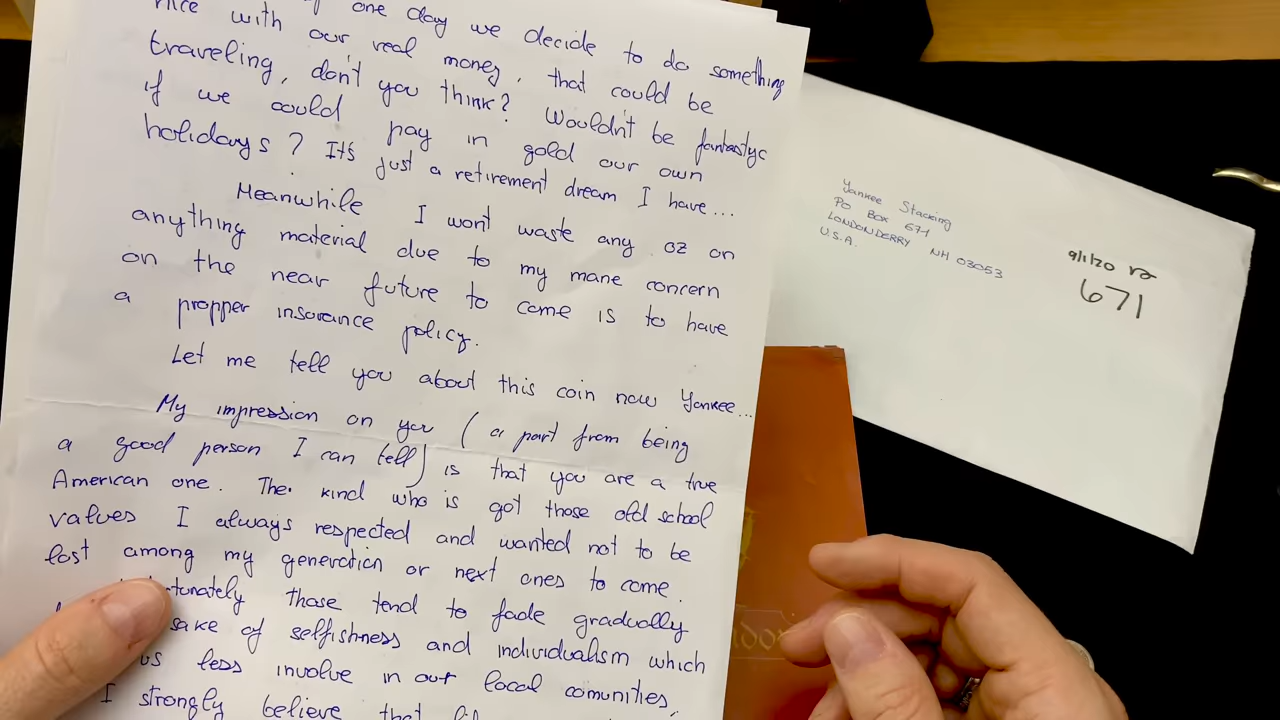 one day we decide to do something
nice with our real money, that could be
traveling, don't you think? Wouldn't be fantastyc
if we could pay in gold our own
holidays? It's just a retirement dream I have...
Meanwhile I won't waste any oz on
anything material due to my mane concern
on the near future to come is to have
a propper insurance policy.
Let me tell you about this coin now Yankee...
My impression on you (a part from being
a good person I can tell) is that you are a true
American one. The kind who is got those old school
values I always respected and wanted not to be
lost among my generation or next ones to come.
those tend to fade gradually
sake of selfishness and individualism which
us less involve in our local comunities.
I strongly believe that
Yankee Stacking
PO Box 671
LONDONDERRY NH 03053
U.S.A.
9/1/20
671